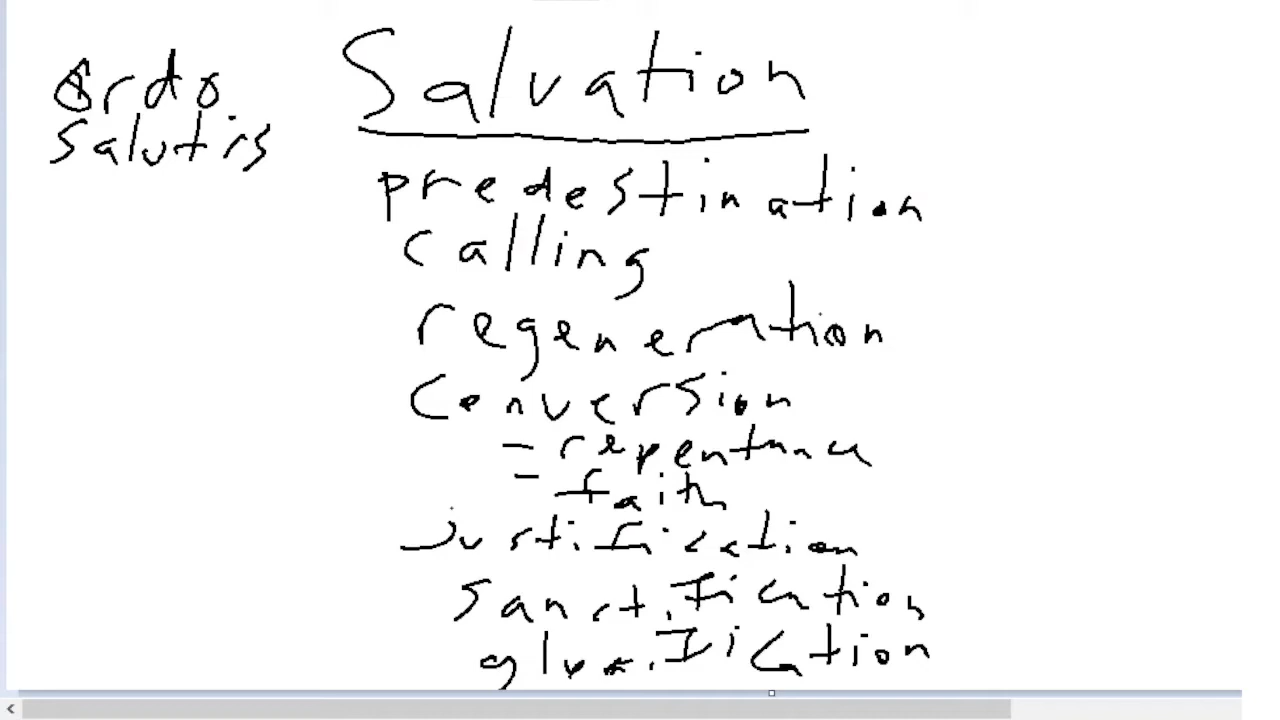 Ordo
Salutis
Salvation
predestination
calling
regeneration
conversion
- repentance
- faith
justification
sanctification
glorification